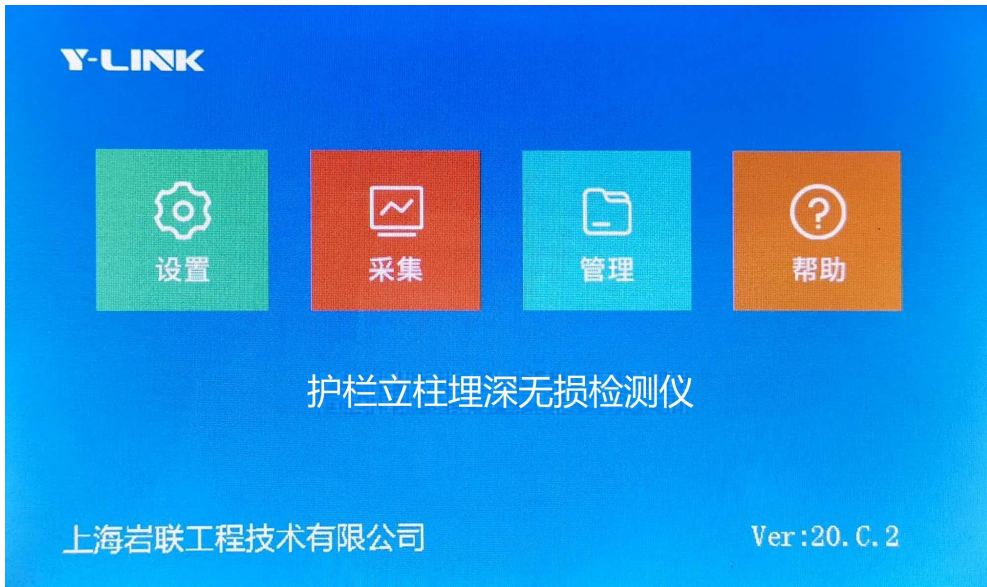 Y-LINK
设置
采集
管理
帮助
护栏立柱埋深无损检测仪
上海岩联工程技术有限公司
Ver:20.C.2